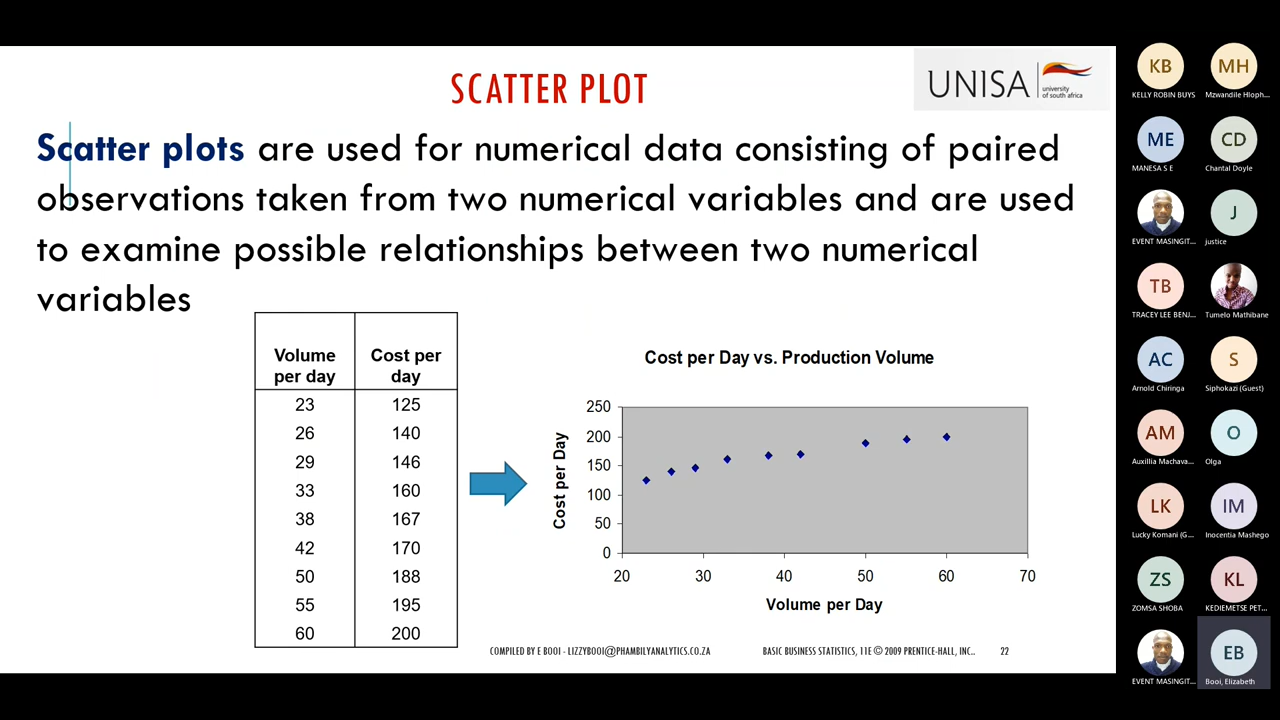 SCATTER PLOT
UNISA
university
of south africa
Scatter plots are used for numerical data consisting of paired
observations taken from two numerical variables and are used
to examine possible relationships between two numerical
variables
Volume per day Cost per day
23 125
26 140
29 146
33 160
38 167
42 170
50 188
55 195
60 200
Cost per Day vs. Production Volume
Cost per Day
250
200
150
100
50
0
20 30 40 50 60 70
Volume per Day
COMPILED BY E BOOI - LIZZYBOOI@PHAMBILYANALYTICS.CO.ZA
BASIC BUSINESS STATISTICS, 11E © 2009 PRENTICE-HALL, INC..
22
KB MH
KELLY ROBIN BUYS Mzwandile Hloph...
ME CD
MANESA S E Chantal Doyle
J
EVENT MASINGIT... justice
TB
TRACEY LEE BENJ... Tumelo Mathibane
AC S
Arnold Chiringa Siphokazi (Guest)
AM O
Auxillia Machava... Olga
LK IM
Lucky Komani (G... Inocentia Mashego
ZS KL
ZOMSA SHOBA KEDIEMETSE PET...
EB
EVENT MASINGIT... Booi, Elizabeth